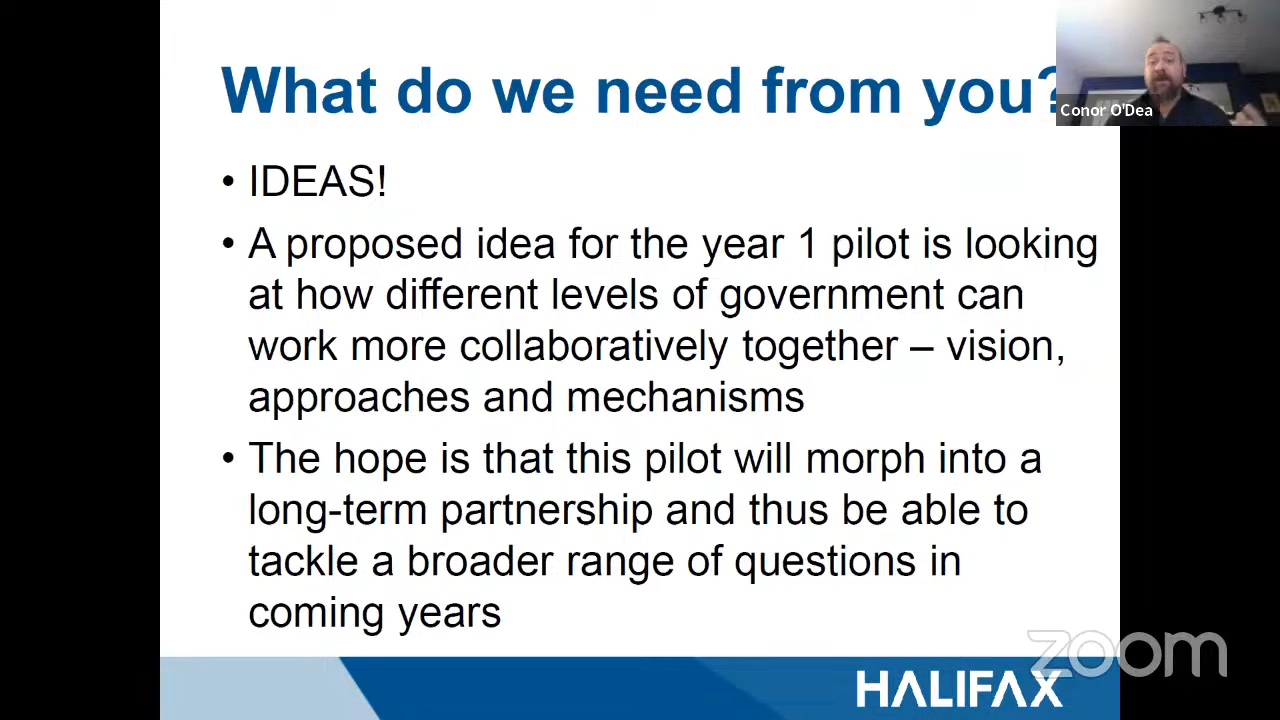 What do we need from you?
Conor O'Dea
• IDEAS!
• A proposed idea for the year 1 pilot is looking
at how different levels of government can
work more collaboratively together – vision,
approaches and mechanisms
• The hope is that this pilot will morph into a
long-term partnership and thus be able to
tackle a broader range of questions in
coming years
zoom
HALIFAX